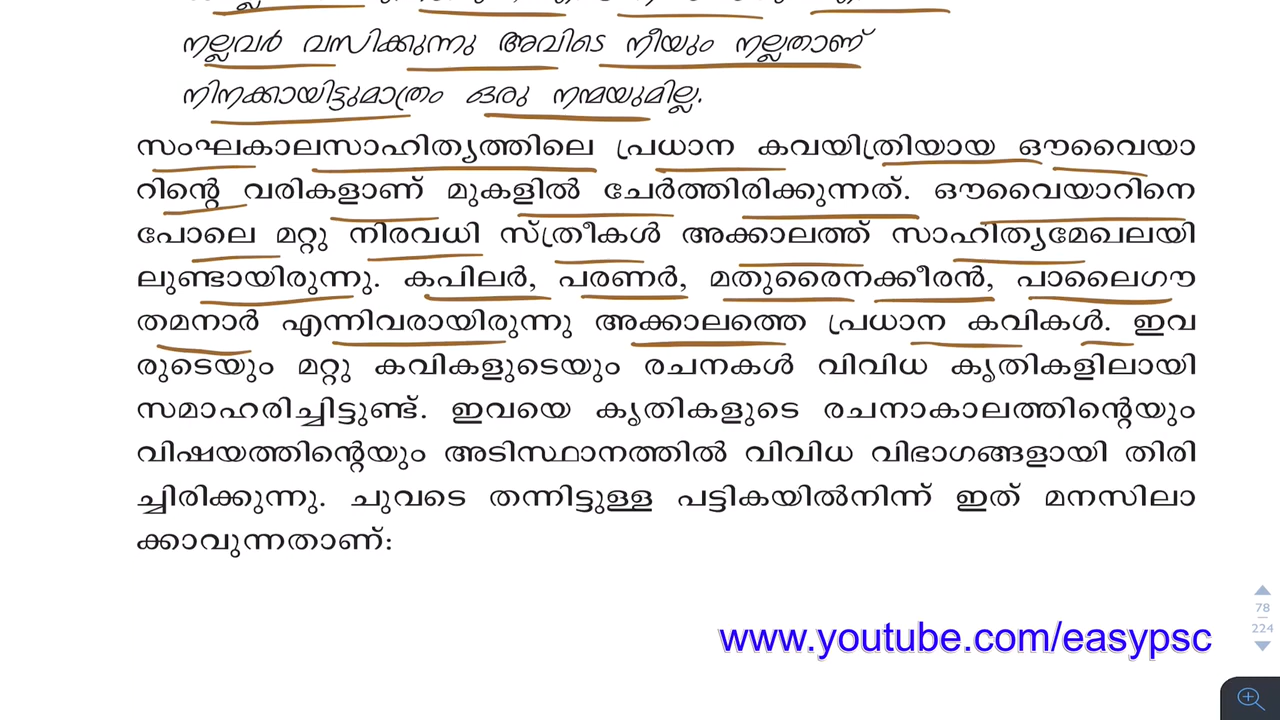 നല്ലവർ വസിക്കുന്നു അവിടെ നീയും നല്ലതാണ്
നിനക്കായിട്ടുമാത്രം ഒരു നന്മയുമില്ല.
സംഘകാലസാഹിത്യത്തിലെ പ്രധാന കവയിത്രിയായ ഔവൈയാ
റിന്റെ വരികളാണ് മുകളിൽ ചേർത്തിരിക്കുന്നത്. ഔവൈയാറിനെ
പോലെ മറ്റു നിരവധി സ്ത്രീകൾ അക്കാലത്ത് സാഹിത്യമേഖലയി
ലുണ്ടായിരുന്നു. കപിലർ, പരണർ, മതുരൈനക്കീരൻ, പാലൈഗൗ
തമനാർ എന്നിവരായിരുന്നു അക്കാലത്തെ പ്രധാന കവികൾ. ഇവ
രുടെയും മറ്റു കവികളുടെയും രചനകൾ വിവിധ കൃതികളിലായി
സമാഹരിച്ചിട്ടുണ്ട്. ഇവയെ കൃതികളുടെ രചനാകാലത്തിന്റെയും
വിഷയത്തിന്റെയും അടിസ്ഥാനത്തിൽ വിവിധ വിഭാഗങ്ങളായി തിരി
ച്ചിരിക്കുന്നു. ചുവടെ തന്നിട്ടുള്ള പട്ടികയിൽനിന്ന് ഇത് മനസിലാ
ക്കാവുന്നതാണ്:
78
224
www.youtube.com/easypsc